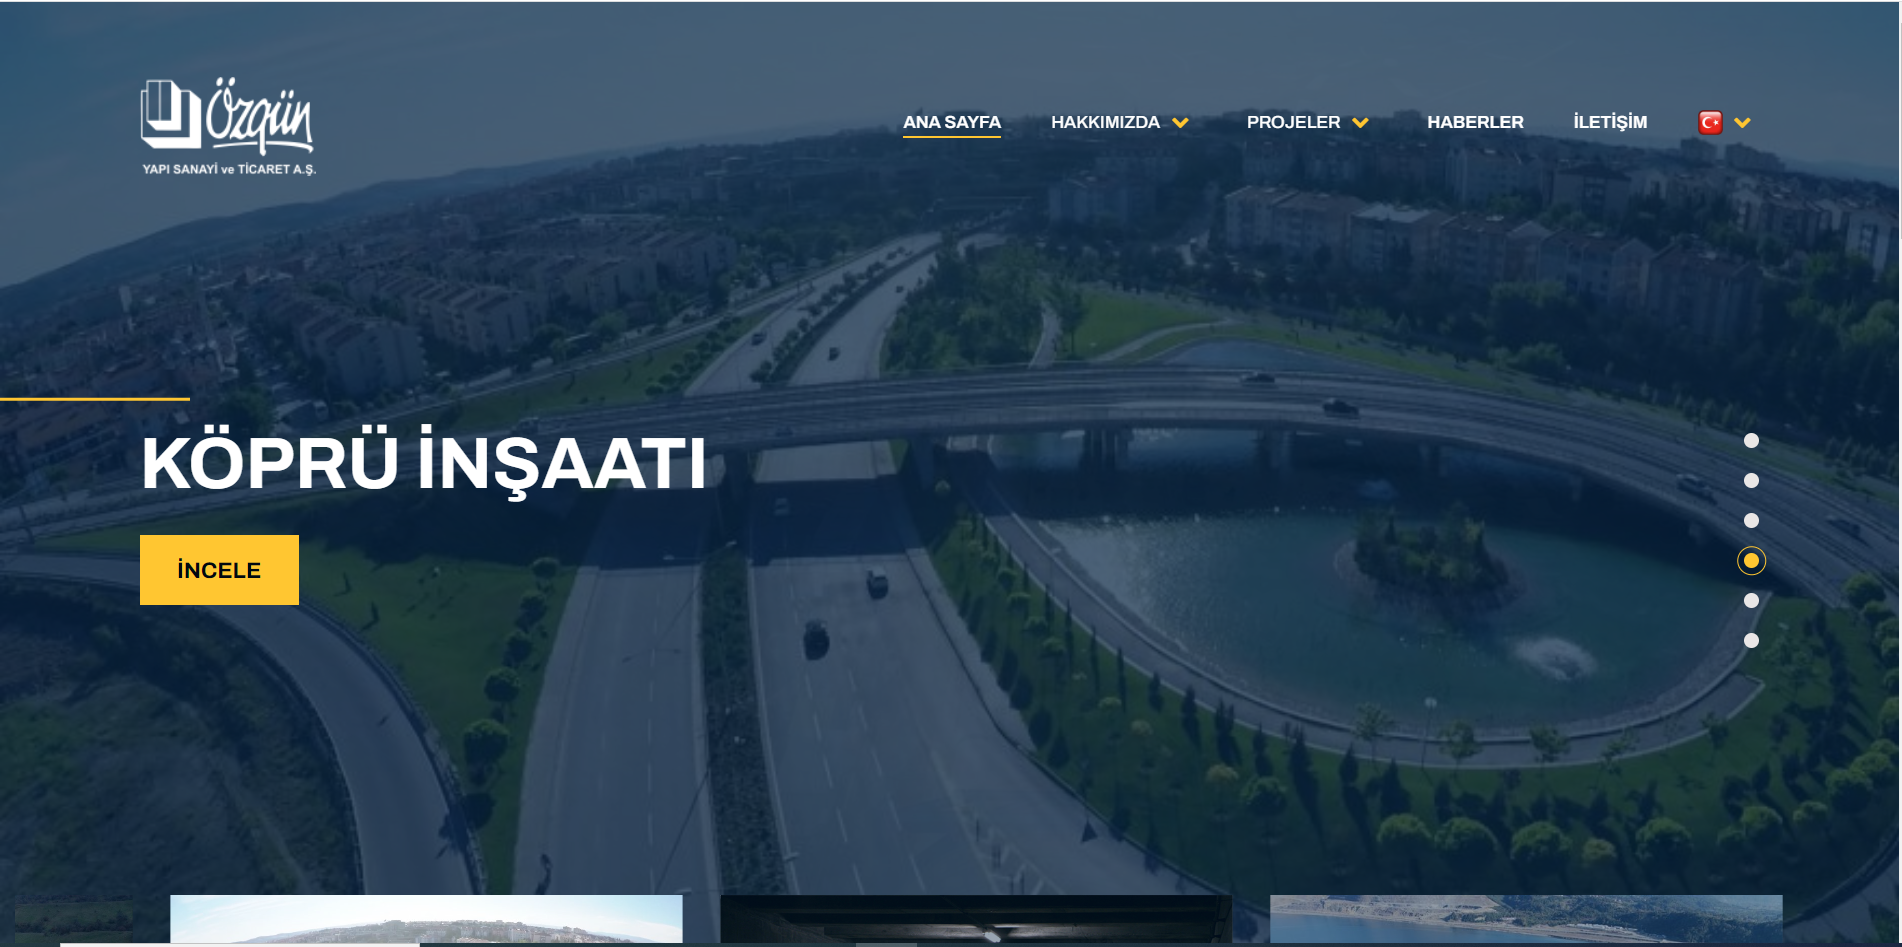 Özgün
YAPI SANAYİ ve TİCARET A.Ş.
ANA SAYFA
HAKKIMIZDA
PROJELER
HABERLER
İLETİŞİM
KÖPRÜ İNŞAATI
İNCELE